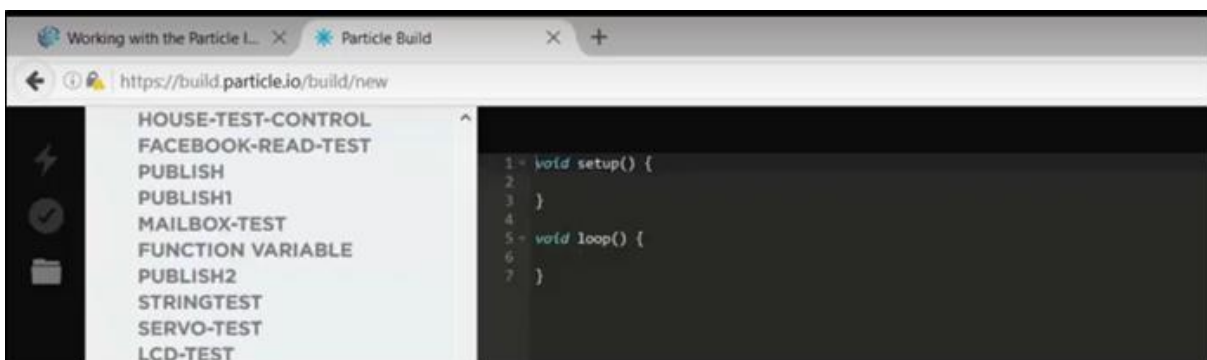 Working with the Particle I... Particle Build
https://build.particle.io/build/new
HOUSE-TEST-CONTROL
FACEBOOK-READ-TEST
PUBLISH
PUBLISH1
MAILBOX-TEST
FUNCTION VARIABLE
PUBLISH2
STRINGTEST
SERVO-TEST
LCD-TEST
1 void setup() {
2
3 }
4
5 void loop() {
6
7 }